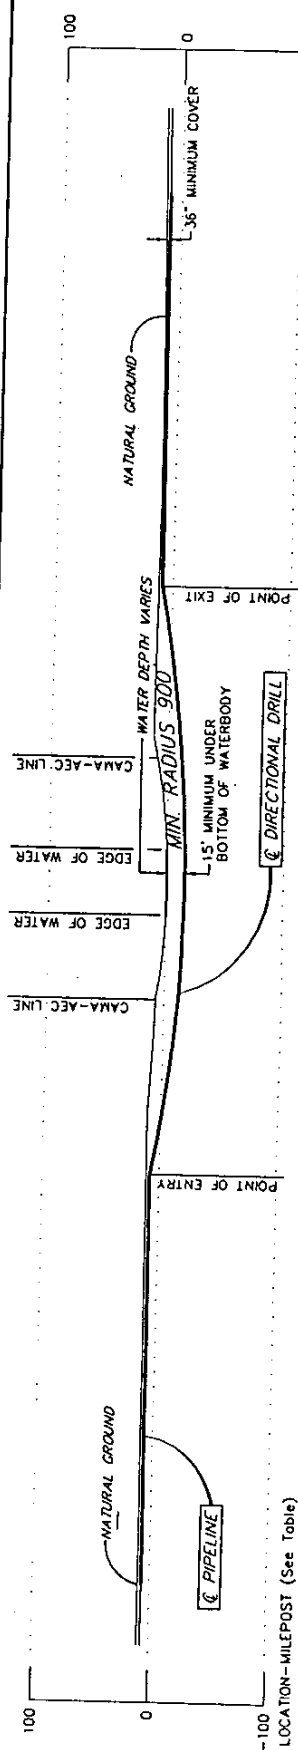 100
0
-100
LOCATION-MILEPOST (See Table)
NATURAL GROUND
℄ PIPELINE
POINT OF ENTRY
CAMA-AEC LINE
EDGE OF WATER
EDGE OF WATER
CAMA-AEC LINE
WATER DEPTH VARIES
MIN. RADIUS 900
15' MINIMUM UNDER
BOTTOM OF WATERBODY
℄ DIRECTIONAL DRILL
POINT OF EXIT
NATURAL GROUND
36" MINIMUM COVER
100
0